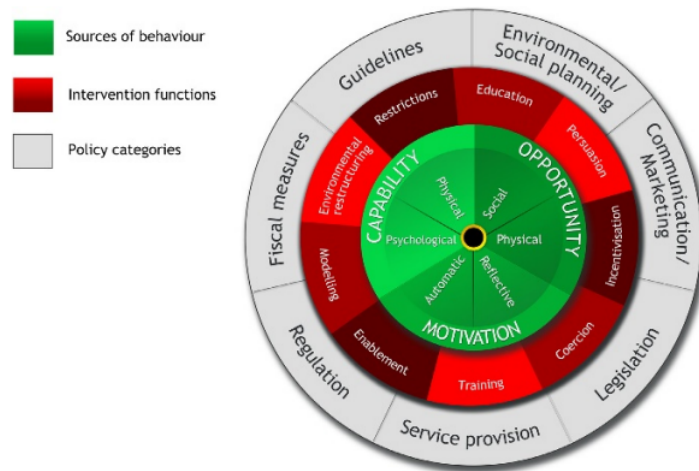 Sources of behaviour
Intervention functions
Policy categories
Guidelines
Environmental/
Social planning
Communication/
Marketing
Legislation
Service provision
Regulation
Fiscal measures
Restrictions
Education
Persuasion
Incentivisation
Coercion
Training
Enablement
Modelling
Environmental
restructuring
CAPABILITY
OPPORTUNITY
MOTIVATION
Physical
Social
Physical
Reflective
Automatic
Psychological